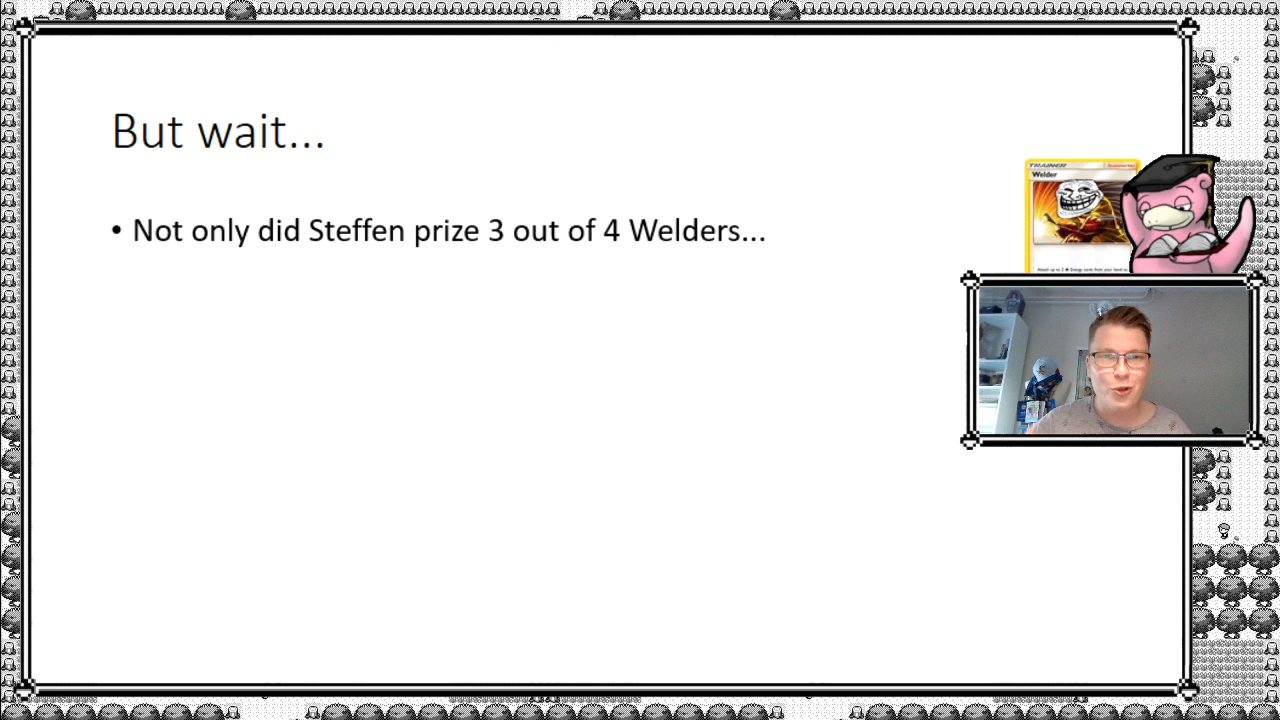 But wait...
• Not only did Steffen prize 3 out of 4 Welders...
TRAINER
Welder